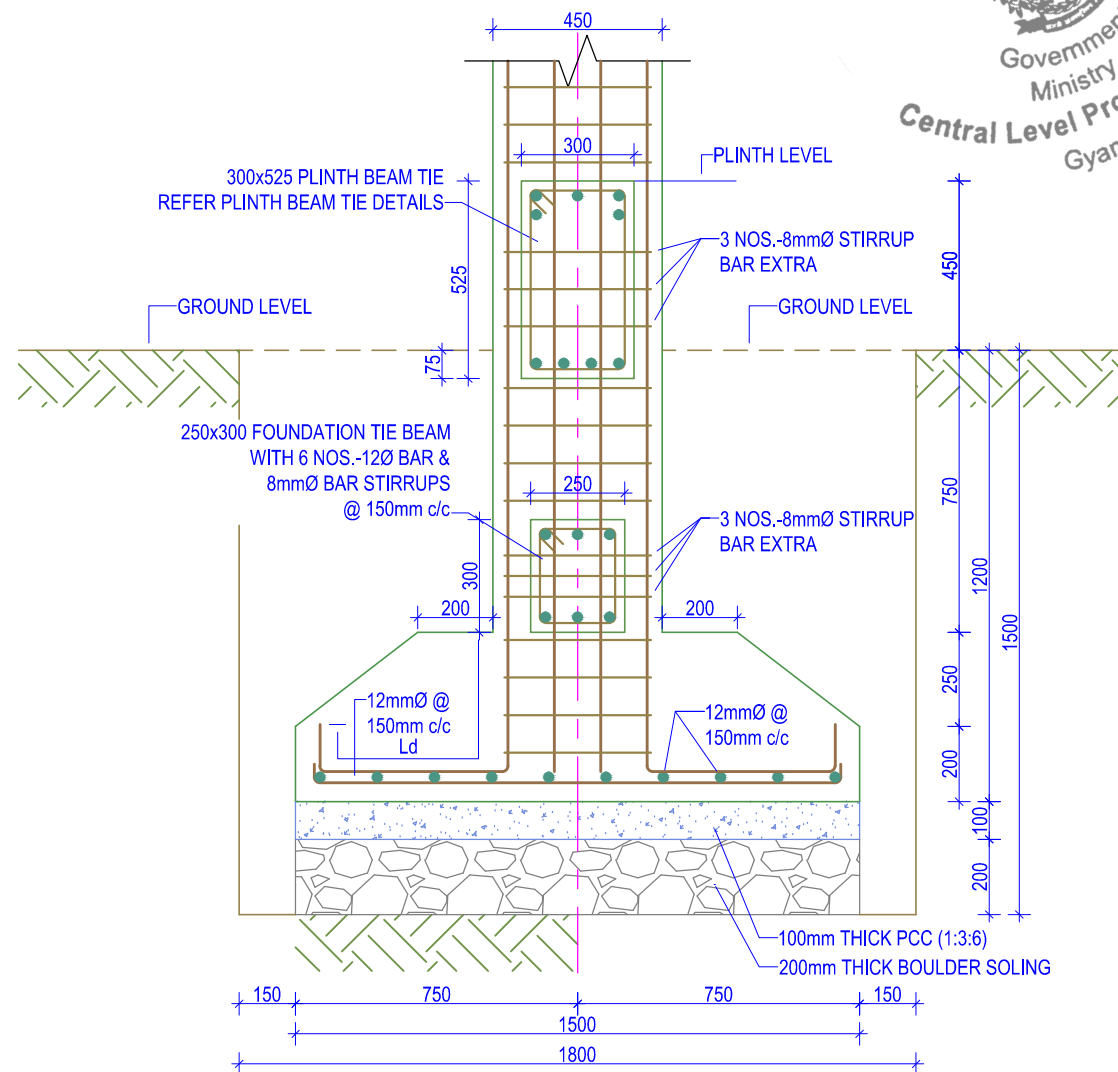 450
Ministry
Central Level
300
PLINTH LEVEL
300x525 PLINTH BEAM TIE
REFER PLINTH BEAM TIE DETAILS
3 NOS.-8mmØ STIRRUP
BAR EXTRA
450
525
GROUND LEVEL
GROUND LEVEL
75
250x300 FOUNDATION TIE BEAM
WITH 6 NOS.-12Ø BAR &
8mmØ BAR STIRRUPS
@ 150mm c/c
250
750
3 NOS.-8mmØ STIRRUP
BAR EXTRA
300
1200
200
200
1500
12mmØ @
150mm c/c
Ld
12mmØ @
150mm c/c
250
200
100
200
100mm THICK PCC (1:3:6)
200mm THICK BOULDER SOLING
150
750
750
150
1500
1800